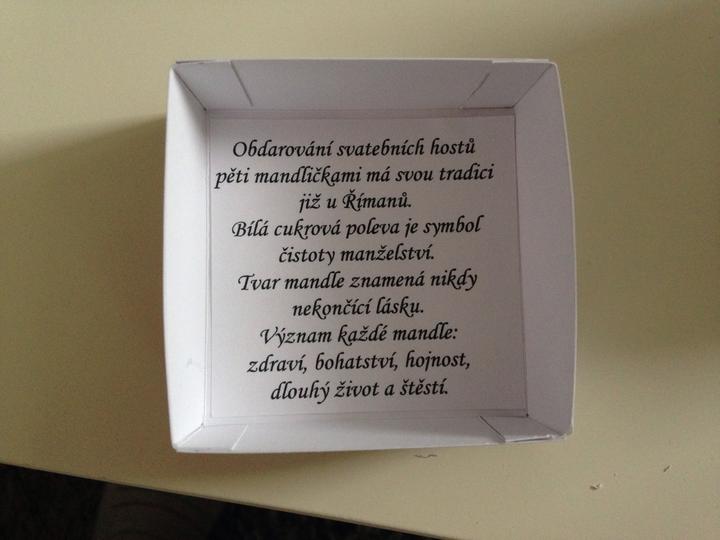 Obdarování svatebních hostů
pěti mandličkami má svou tradici
již u Římanů.
Bílá cukrová poleva je symbol
čistoty manželství.
Tvar mandle znamená nikdy
nekončící lásku.
Význam každé mandle:
zdraví, bohatství, hojnost,
dlouhý život a štěstí.